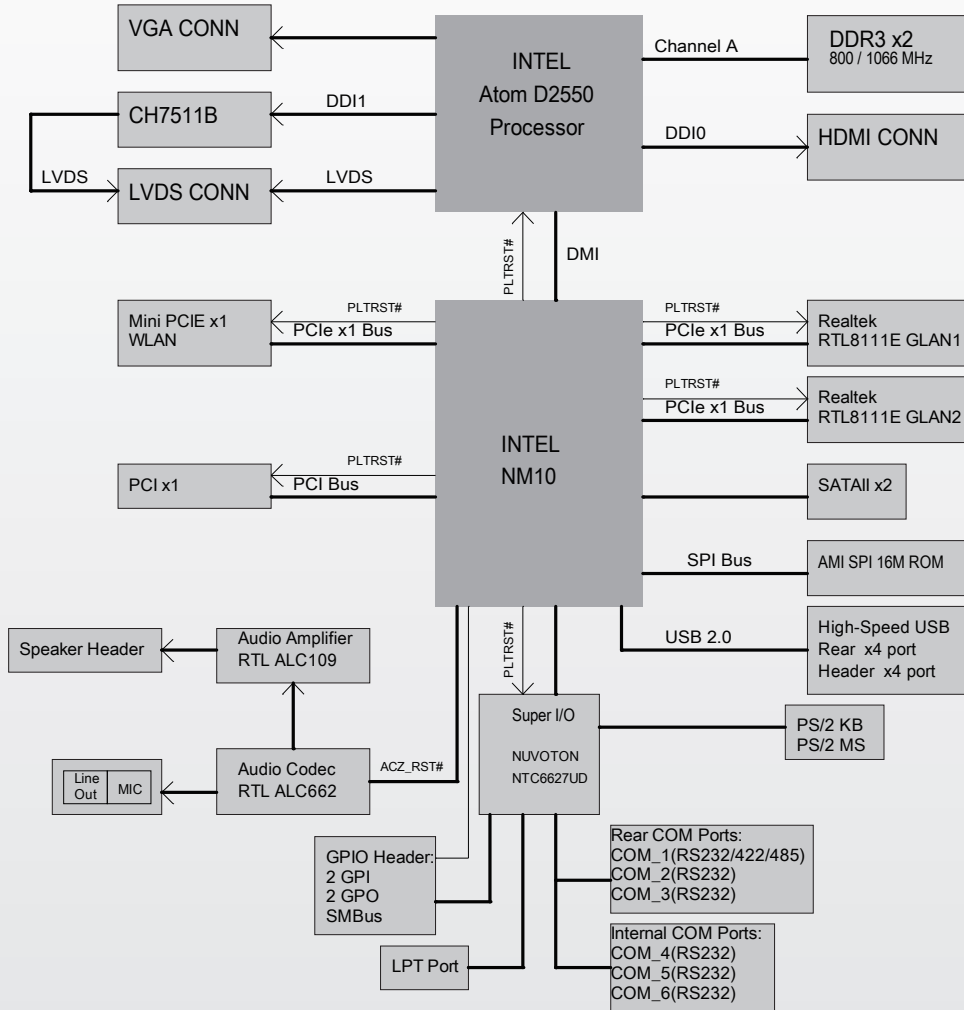 VGA CONN
INTEL
Atom D2550
Processor
Channel A
DDR3 x2
800 / 1066 MHz
CH7511B
DDI1
DDI0
HDMI CONN
LVDS
LVDS CONN
LVDS
PLTRST#
DMI
Mini PCIE x1
WLAN
PLTRST#
PCIe x1 Bus
PLTRST#
PCIe x1 Bus
Realtek
RTL8111E GLAN1
PLTRST#
PCIe x1 Bus
Realtek
RTL8111E GLAN2
INTEL
NM10
PCI x1
PLTRST#
PCI Bus
SATAII x2
SPI Bus
AMI SPI 16M ROM
USB 2.0
High-Speed USB
Rear x4 port
Header x4 port
Speaker Header
Audio Amplifier
RTL ALC109
PLTRST#
Super I/O
NUVOTON
NTC6627UD
PS/2 KB
PS/2 MS
Line
Out
MIC
Audio Codec
RTL ALC662
ACZ_RST#
GPIO Header:
2 GPI
2 GPO
SMBus
LPT Port
Rear COM Ports:
COM_1(RS232/422/485)
COM_2(RS232)
COM_3(RS232)
Internal COM Ports:
COM_4(RS232)
COM_5(RS232)
COM_6(RS232)